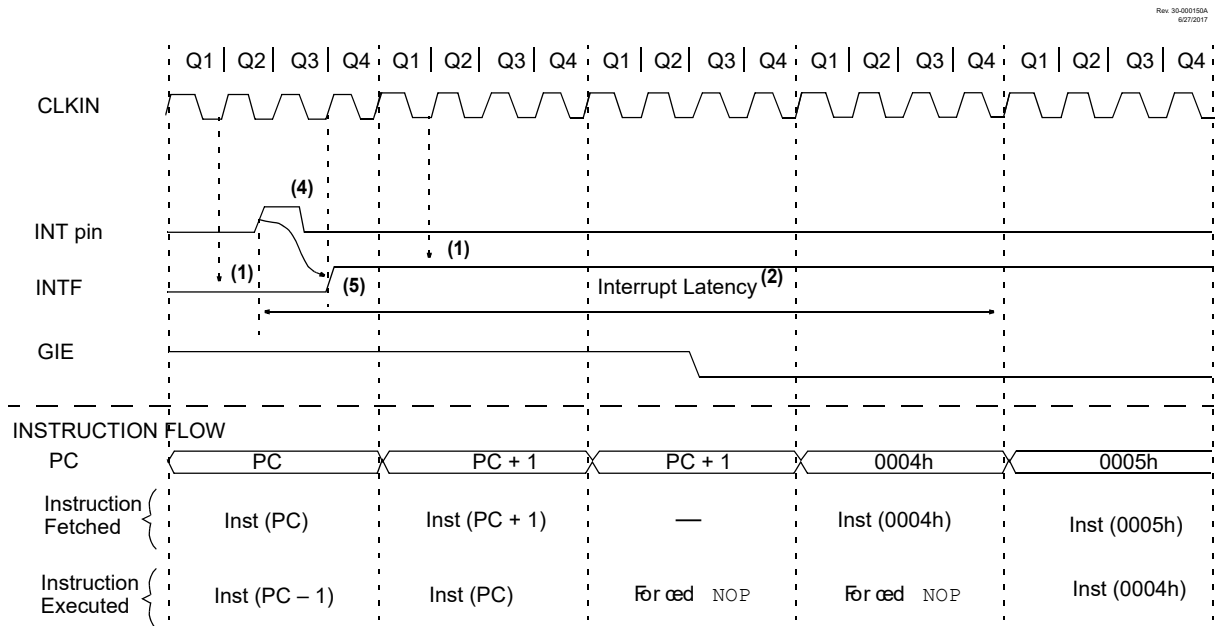 Rev. 30-000150A
6/27/2017
Q1 Q2 Q3 Q4 Q1 Q2 Q3 Q4 Q1 Q2 Q3 Q4 Q1 Q2 Q3 Q4 Q1 Q2 Q3 Q4
CLKIN
(4)
INT pin
(1)
(1)
INTF
(5)
Interrupt Latency (2)
GIE
INSTRUCTION FLOW
PC PC PC + 1 PC + 1 0004h 0005h
Instruction
Fetched
Inst (PC) Inst (PC + 1) — Inst (0004h) Inst (0005h)
Instruction
Executed
Inst (PC – 1) Inst (PC) Forced NOP Forced NOP Inst (0004h)